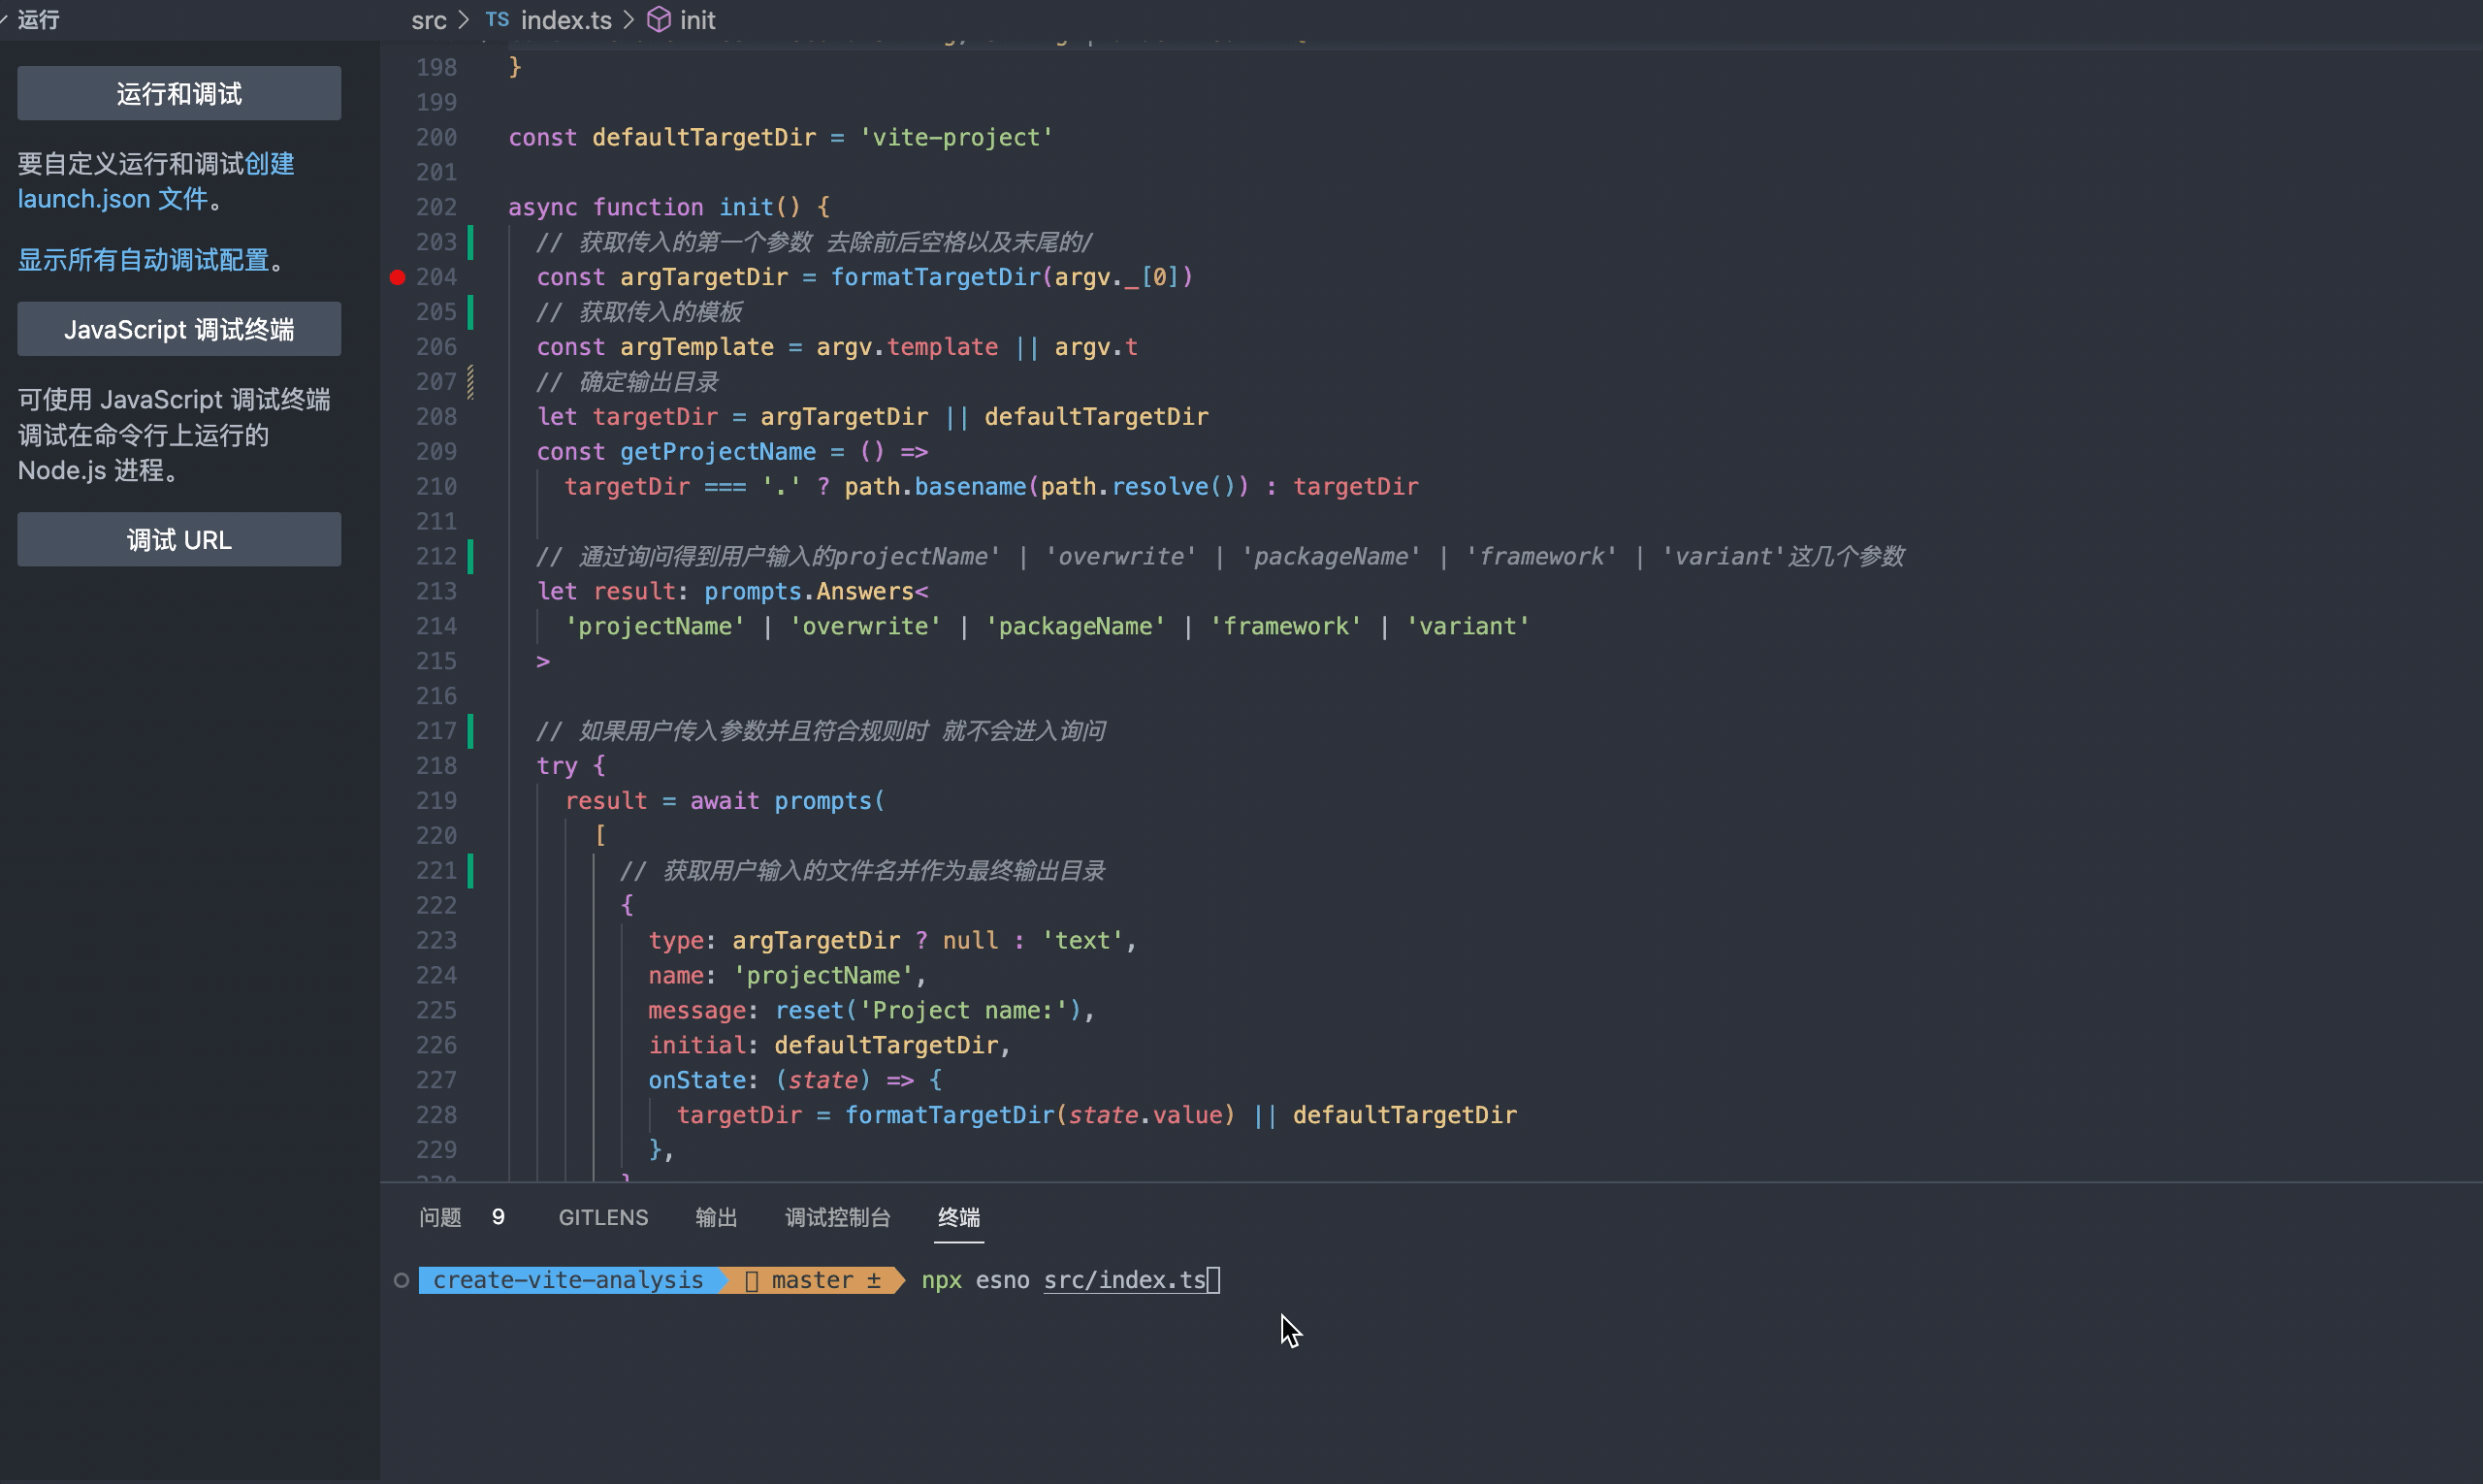 运行
运行和调试
要自定义运行和调试创建
launch.json 文件。
显示所有自动调试配置。
JavaScript 调试终端
可使用 JavaScript 调试终端
调试在命令行上运行的
Node.js 进程。
调试 URL
src > TS index.ts > init
198 }
199
200 const defaultTargetDir = 'vite-project'
201
202 async function init() {
203 // 获取传入的第一个参数 去除前后空格以及末尾的/
204 const argTargetDir = formatTargetDir(argv._[0])
205 // 获取传入的模板
206 const argTemplate = argv.template || argv.t
207 // 确定输出目录
208 let targetDir = argTargetDir || defaultTargetDir
209 const getProjectName = () =>
210 targetDir === '.' ? path.basename(path.resolve()) : targetDir
211
212 // 通过询问得到用户输入的projectName' | 'overwrite' | 'packageName' | 'framework' | 'variant'这几个参数
213 let result: prompts.Answers<
214 'projectName' | 'overwrite' | 'packageName' | 'framework' | 'variant'
215 >
216
217 // 如果用户传入参数并且符合规则时 就不会进入询问
218 try {
219 result = await prompts(
220 [
221 // 获取用户输入的文件名并作为最终输出目录
222 {
223 type: argTargetDir ? null : 'text',
224 name: 'projectName',
225 message: reset('Project name:'),
226 initial: defaultTargetDir,
227 onState: (state) => {
228 targetDir = formatTargetDir(state.value) || defaultTargetDir
229 },
问题 9 GITLENS 输出 调试控制台 终端
create-vite-analysis master ± npx esno src/index.ts